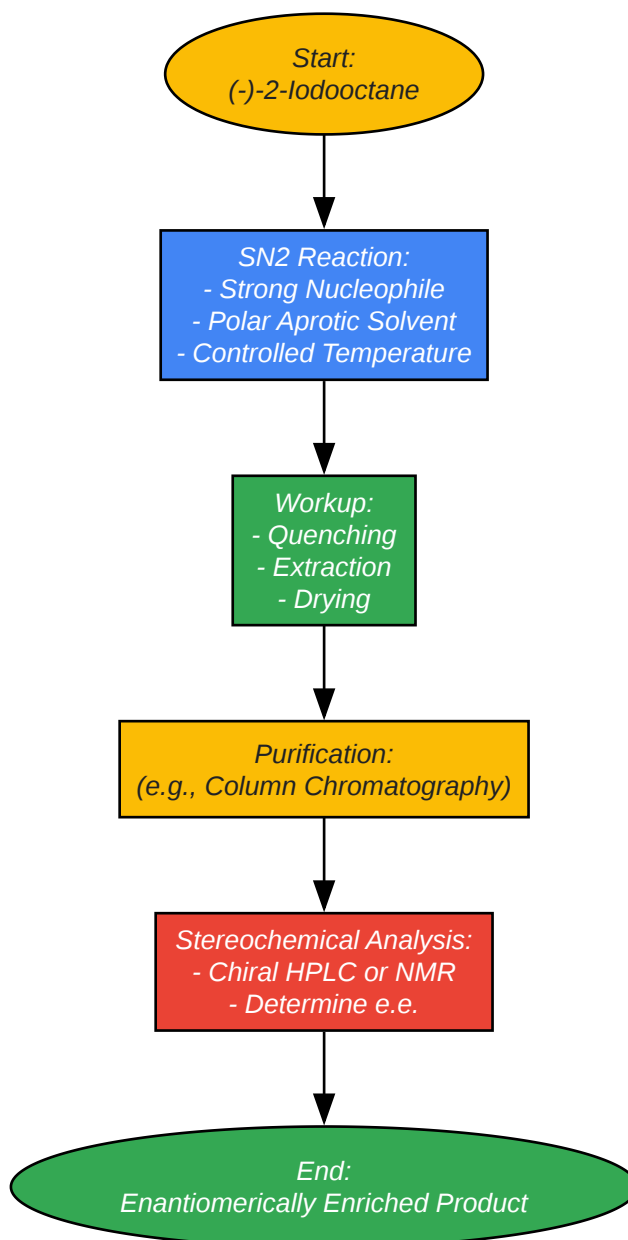 Start:
(-)-2-Iodooctane
SN2 Reaction:
- Strong Nucleophile
- Polar Aprotic Solvent
- Controlled Temperature
Workup:
- Quenching
- Extraction
- Drying
Purification:
(e.g., Column Chromatography)
Stereochemical Analysis:
- Chiral HPLC or NMR
- Determine e.e.
End:
Enantiomerically Enriched Product